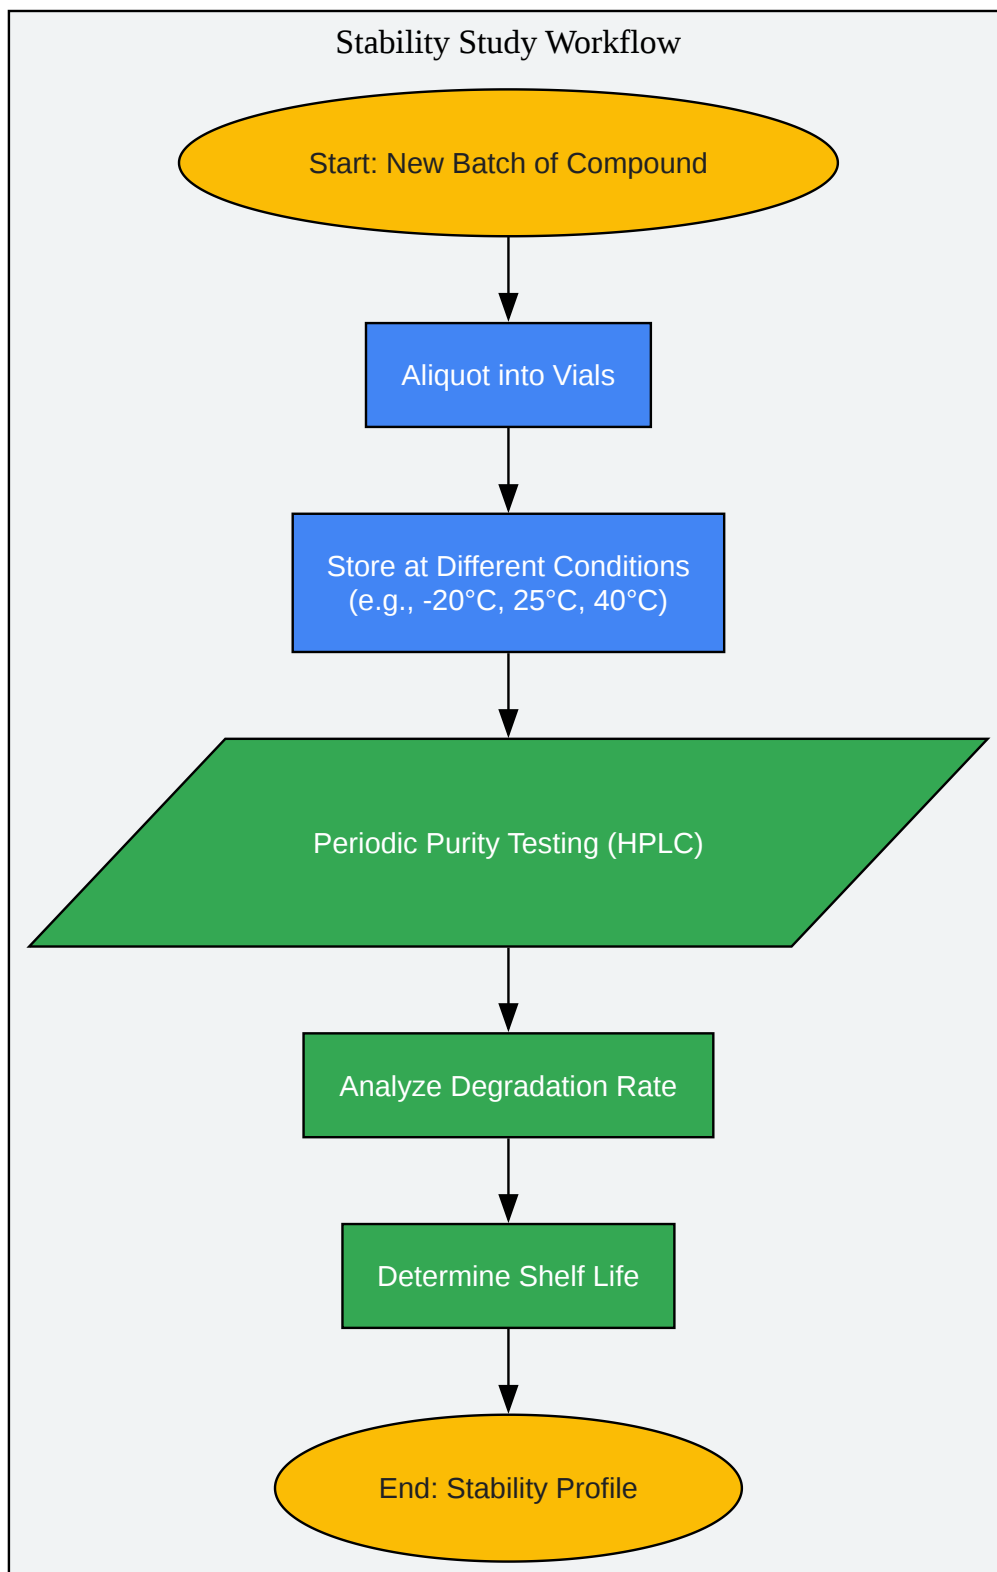 Stability Study Workflow
Start: New Batch of Compound
Aliquot into Vials
Store at Different Conditions
(e.g., -20°C, 25°C, 40°C)
Periodic Purity Testing (HPLC)
Analyze Degradation Rate
Determine Shelf Life
End: Stability Profile